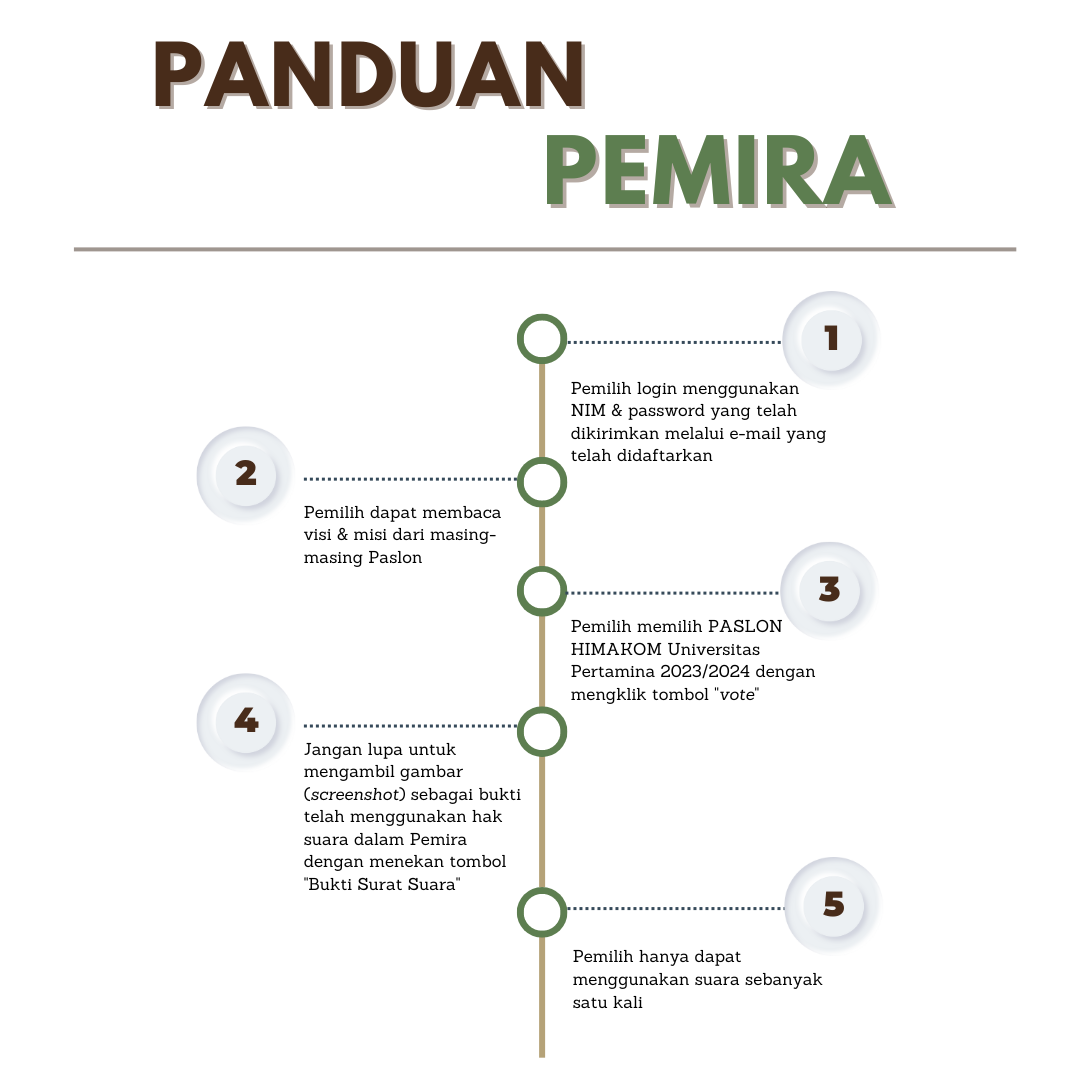 PANDUAN
PEMIRA
1
Pemilih login menggunakan
NIM & password yang telah
dikirimkan melalui e-mail yang
telah didaftarkan
2
Pemilih dapat membaca
visi & misi dari masing-
masing Paslon
3
Pemilih memilih PASLON
HIMAKOM Universitas
Pertamina 2023/2024 dengan
mengklik tombol "vote"
4
Jangan lupa untuk
mengambil gambar
(screenshot) sebagai bukti
telah menggunakan hak
suara dalam Pemira
dengan menekan tombol
"Bukti Surat Suara"
5
Pemilih hanya dapat
menggunakan suara sebanyak
satu kali